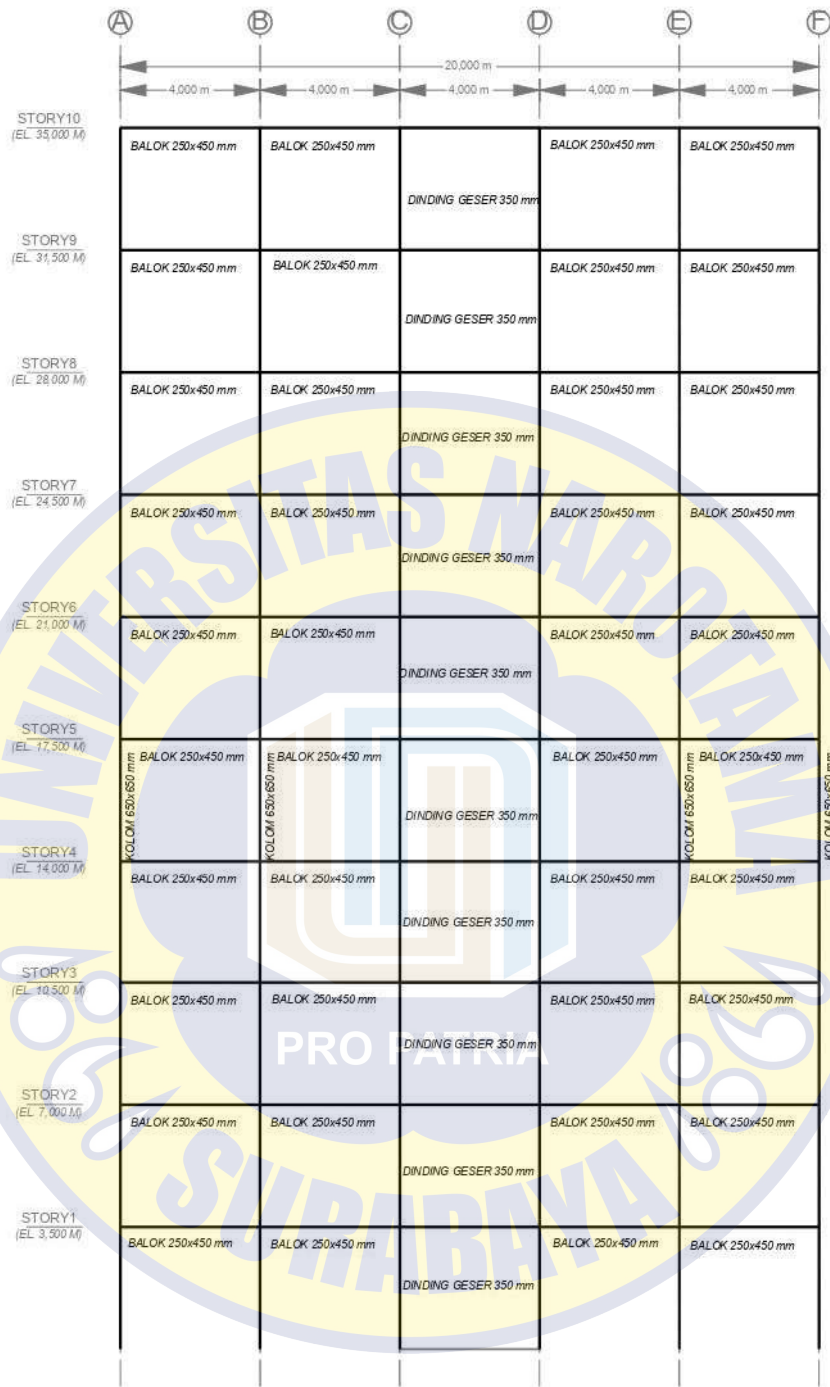 A B C D E F
20,000 m
4,000 m 4,000 m 4,000 m 4,000 m 4,000 m
STORY10
(EL. 35,000 M)
BALOK 250x450 mm BALOK 250x450 mm BALOK 250x450 mm BALOK 250x450 mm
DINDING GESER 350 mm
STORY9
(EL. 31,500 M)
BALOK 250x450 mm BALOK 250x450 mm BALOK 250x450 mm BALOK 250x450 mm
DINDING GESER 350 mm
STORY8
(EL. 28,000 M)
BALOK 250x450 mm BALOK 250x450 mm BALOK 250x450 mm BALOK 250x450 mm
DINDING GESER 350 mm
STORY7
(EL. 24,500 M)
BALOK 250x450 mm BALOK 250x450 mm BALOK 250x450 mm BALOK 250x450 mm
DINDING GESER 350 mm
STORY6
(EL. 21,000 M)
BALOK 250x450 mm BALOK 250x450 mm BALOK 250x450 mm BALOK 250x450 mm
DINDING GESER 350 mm
STORY5
(EL. 17,500 M)
BALOK 250x450 mm BALOK 250x450 mm BALOK 250x450 mm BALOK 250x450 mm
KOLOM 650x650 mm KOLOM 650x650 mm KOLOM 650x650 mm KOLOM 650x650 mm
DINDING GESER 350 mm
STORY4
(EL. 14,000 M)
BALOK 250x450 mm BALOK 250x450 mm BALOK 250x450 mm BALOK 250x450 mm
DINDING GESER 350 mm
STORY3
(EL. 10,500 M)
BALOK 250x450 mm BALOK 250x450 mm BALOK 250x450 mm BALOK 250x450 mm
DINDING GESER 350 mm
STORY2
(EL. 7,000 M)
BALOK 250x450 mm BALOK 250x450 mm BALOK 250x450 mm BALOK 250x450 mm
DINDING GESER 350 mm
STORY1
(EL. 3,500 M)
BALOK 250x450 mm BALOK 250x450 mm BALOK 250x450 mm BALOK 250x450 mm
DINDING GESER 350 mm
UNIVERSITAS NAROTAMA
PRO PATRIA
SURABAYA